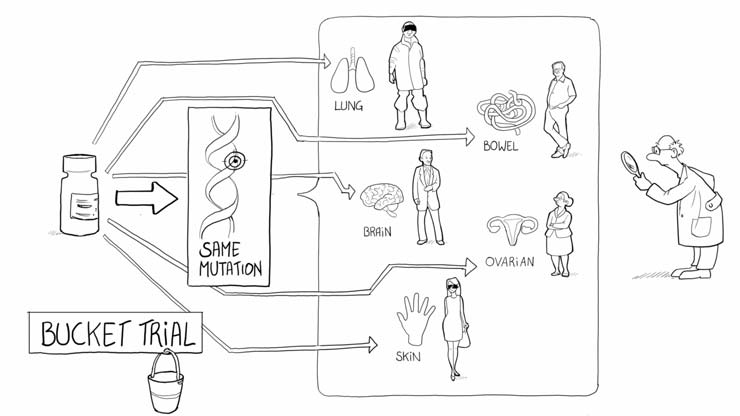 LUNG
BOWEL
BRAIN
OVARIAN
SKIN
SAME
MUTATION
BUCKET TRIAL